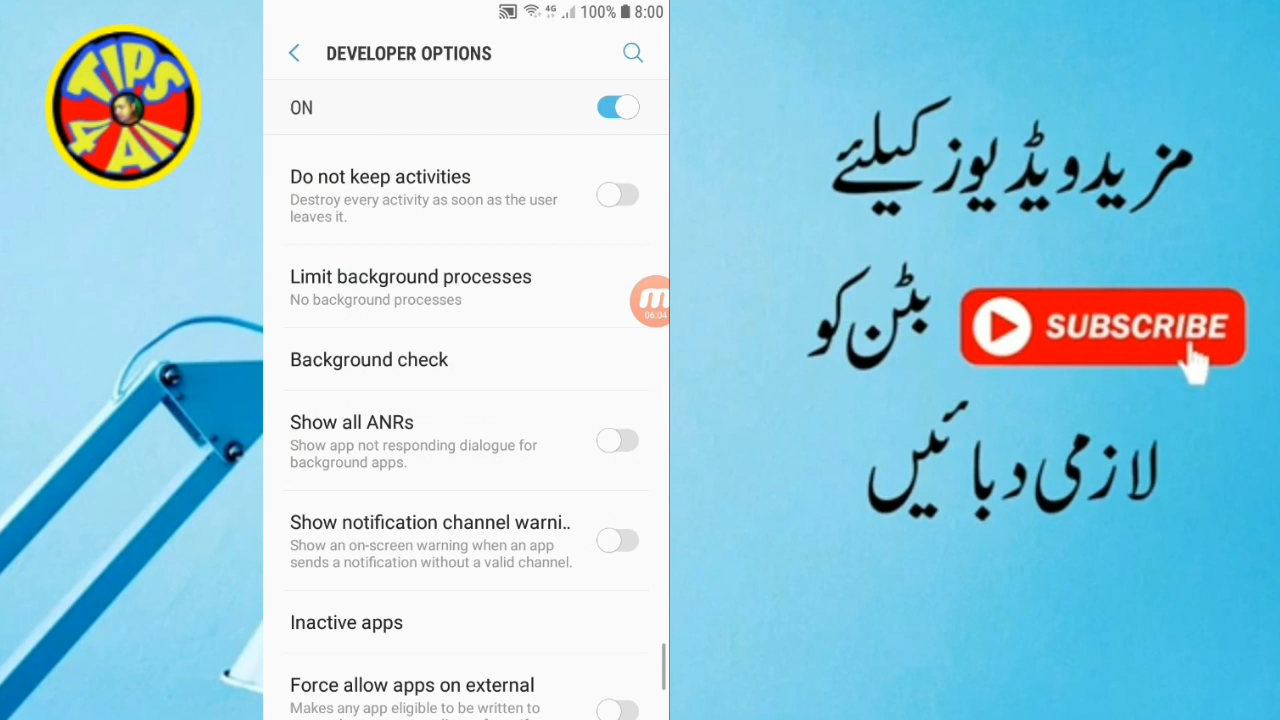 TIPS
4 All
100% 8:00
4G
DEVELOPER OPTIONS
ON
Do not keep activities
Destroy every activity as soon as the user
leaves it.
Limit background processes
No background processes
06:04
Background check
Show all ANRs
Show app not responding dialogue for
background apps.
Show notification channel warni..
Show an on-screen warning when an app
sends a notification without a valid channel.
Inactive apps
Force allow apps on external
Makes any app eligible to be written to
مزید ویڈیوز کیلئے
SUBSCRIBE بٹن کو
لازمی دبائیں